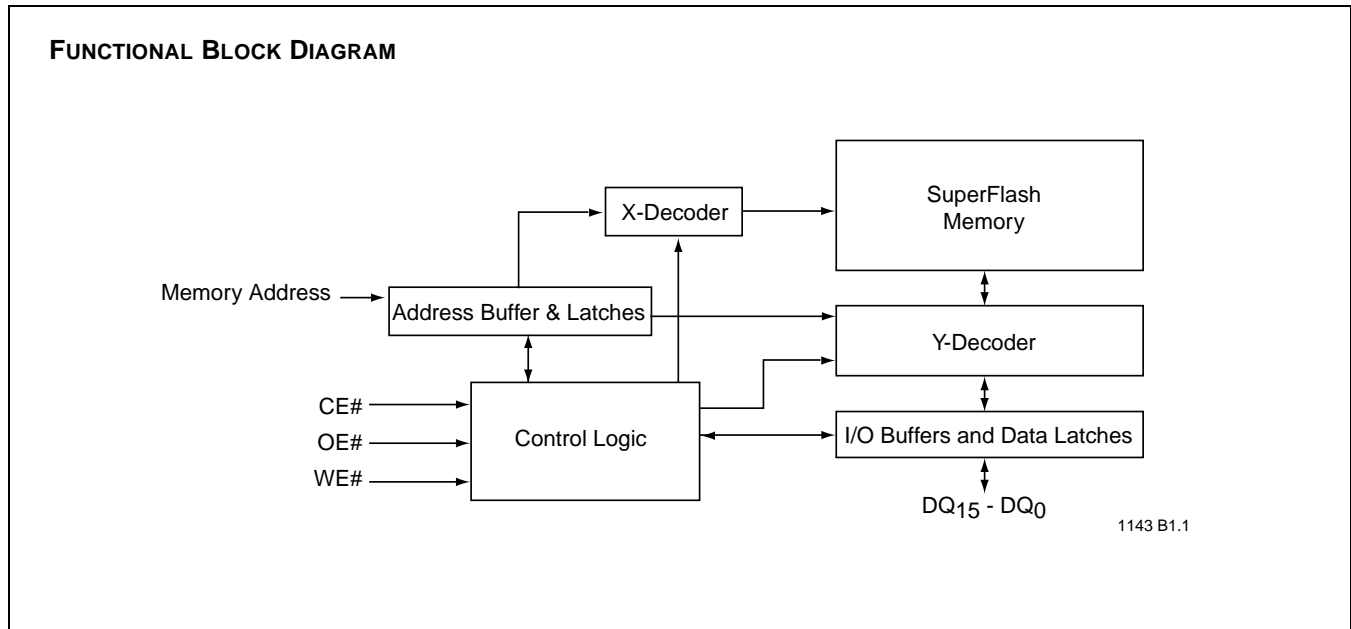 FUNCTIONAL BLOCK DIAGRAM
SuperFlash
Memory
X-Decoder
Memory Address
Address Buffer & Latches
Y-Decoder
CE#
OE#
WE#
Control Logic
I/O Buffers and Data Latches
DQ15 - DQ0
1143 B1.1